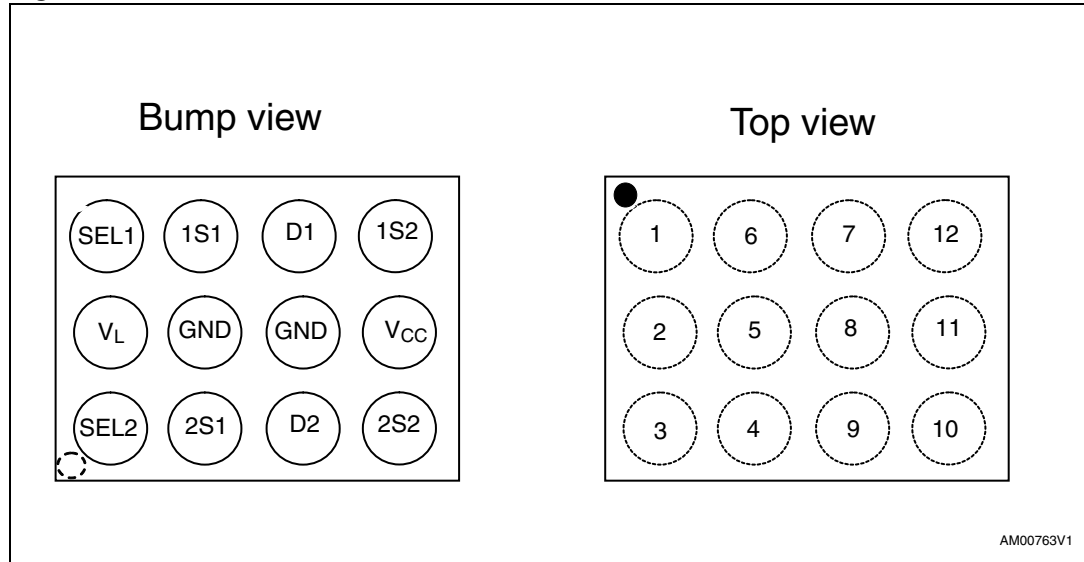 Bump view
Top view
SEL1 1S1 D1 1S2
VL GND GND VCC
SEL2 2S1 D2 2S2
1 6 7 12
2 5 8 11
3 4 9 10
AM00763V1